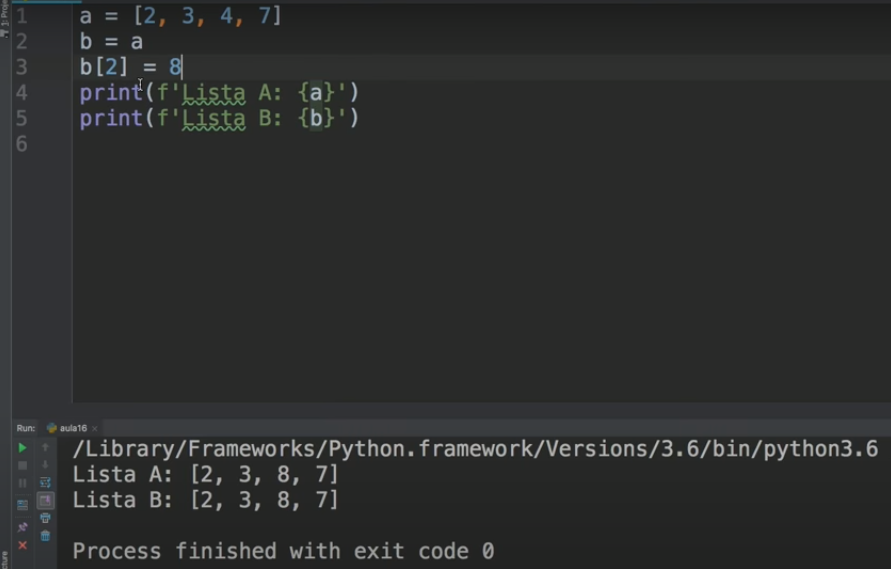 1 a = [2, 3, 4, 7]
2 b = a
3 b[2] = 8
4 print(f'Lista A: {a}')
5 print(f'Lista B: {b}')
6
Run: aula16
/Library/Frameworks/Python.framework/Versions/3.6/bin/python3.6
Lista A: [2, 3, 8, 7]
Lista B: [2, 3, 8, 7]
Process finished with exit code 0